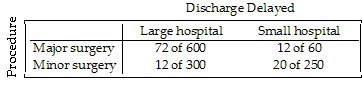 Discharge Delayed
Procedure
Large hospital Small hospital
Major surgery 72 of 600 12 of 60
Minor surgery 12 of 300 20 of 250